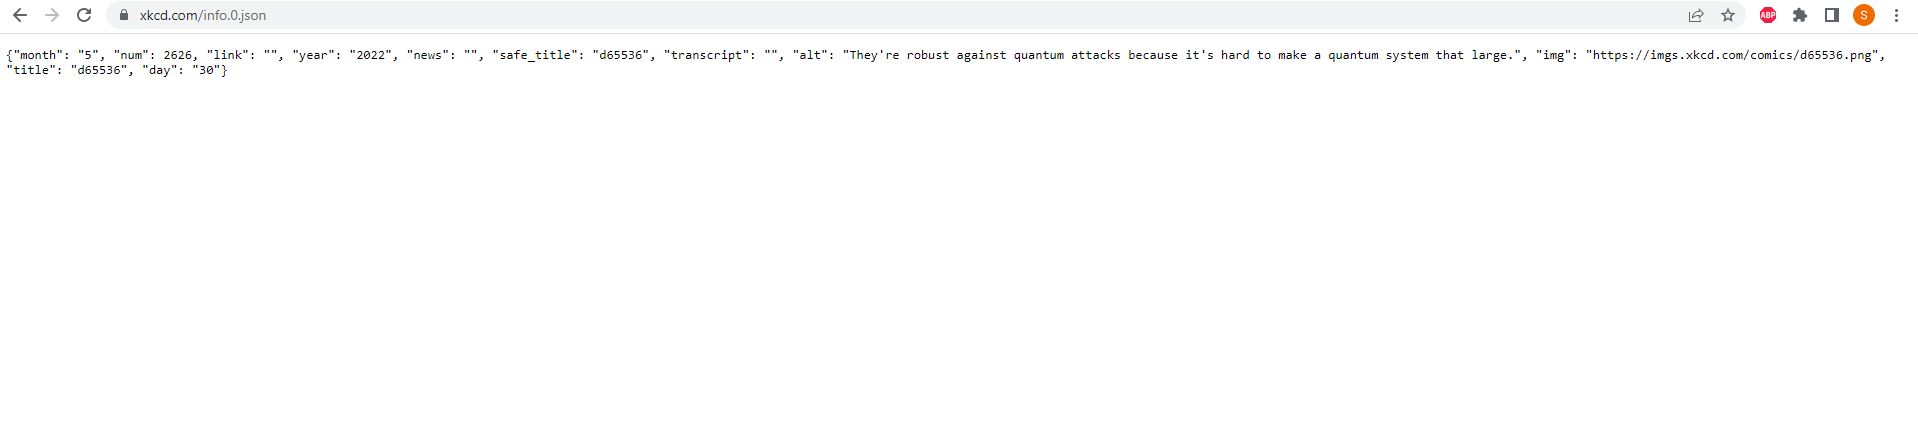 xkcd.com/info.0.json
ABP
S
{"month": "5", "num": 2626, "link": "", "year": "2022", "news": "", "safe_title": "d65536", "transcript": "", "alt": "They're robust against quantum attacks because it's hard to make a quantum system that large.", "img": "https://imgs.xkcd.com/comics/d65536.png",
"title": "d65536", "day": "30"}